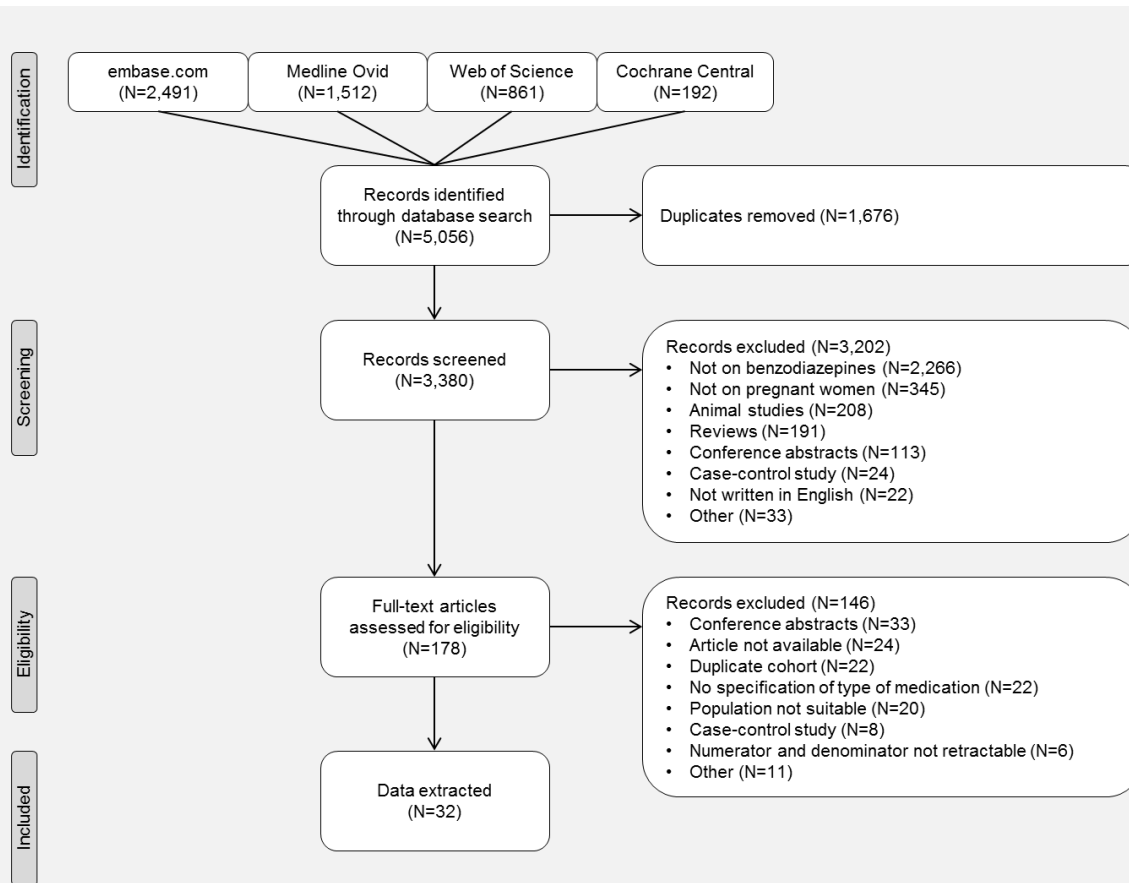 Identification
embase.com
(N=2,491)
Medline Ovid
(N=1,512)
Web of Science
(N=861)
Cochrane Central
(N=192)
Records identified
through database search
(N=5,056)
Duplicates removed (N=1,676)
Screening
Records screened
(N=3,380)
Records excluded (N=3,202)
• Not on benzodiazepines (N=2,266)
• Not on pregnant women (N=345)
• Animal studies (N=208)
• Reviews (N=191)
• Conference abstracts (N=113)
• Case-control study (N=24)
• Not written in English (N=22)
• Other (N=33)
Eligibility
Full-text articles
assessed for eligibility
(N=178)
Records excluded (N=146)
• Conference abstracts (N=33)
• Article not available (N=24)
• Duplicate cohort (N=22)
• No specification of type of medication (N=22)
• Population not suitable (N=20)
• Case-control study (N=8)
• Numerator and denominator not retractable (N=6)
• Other (N=11)
Included
Data extracted
(N=32)